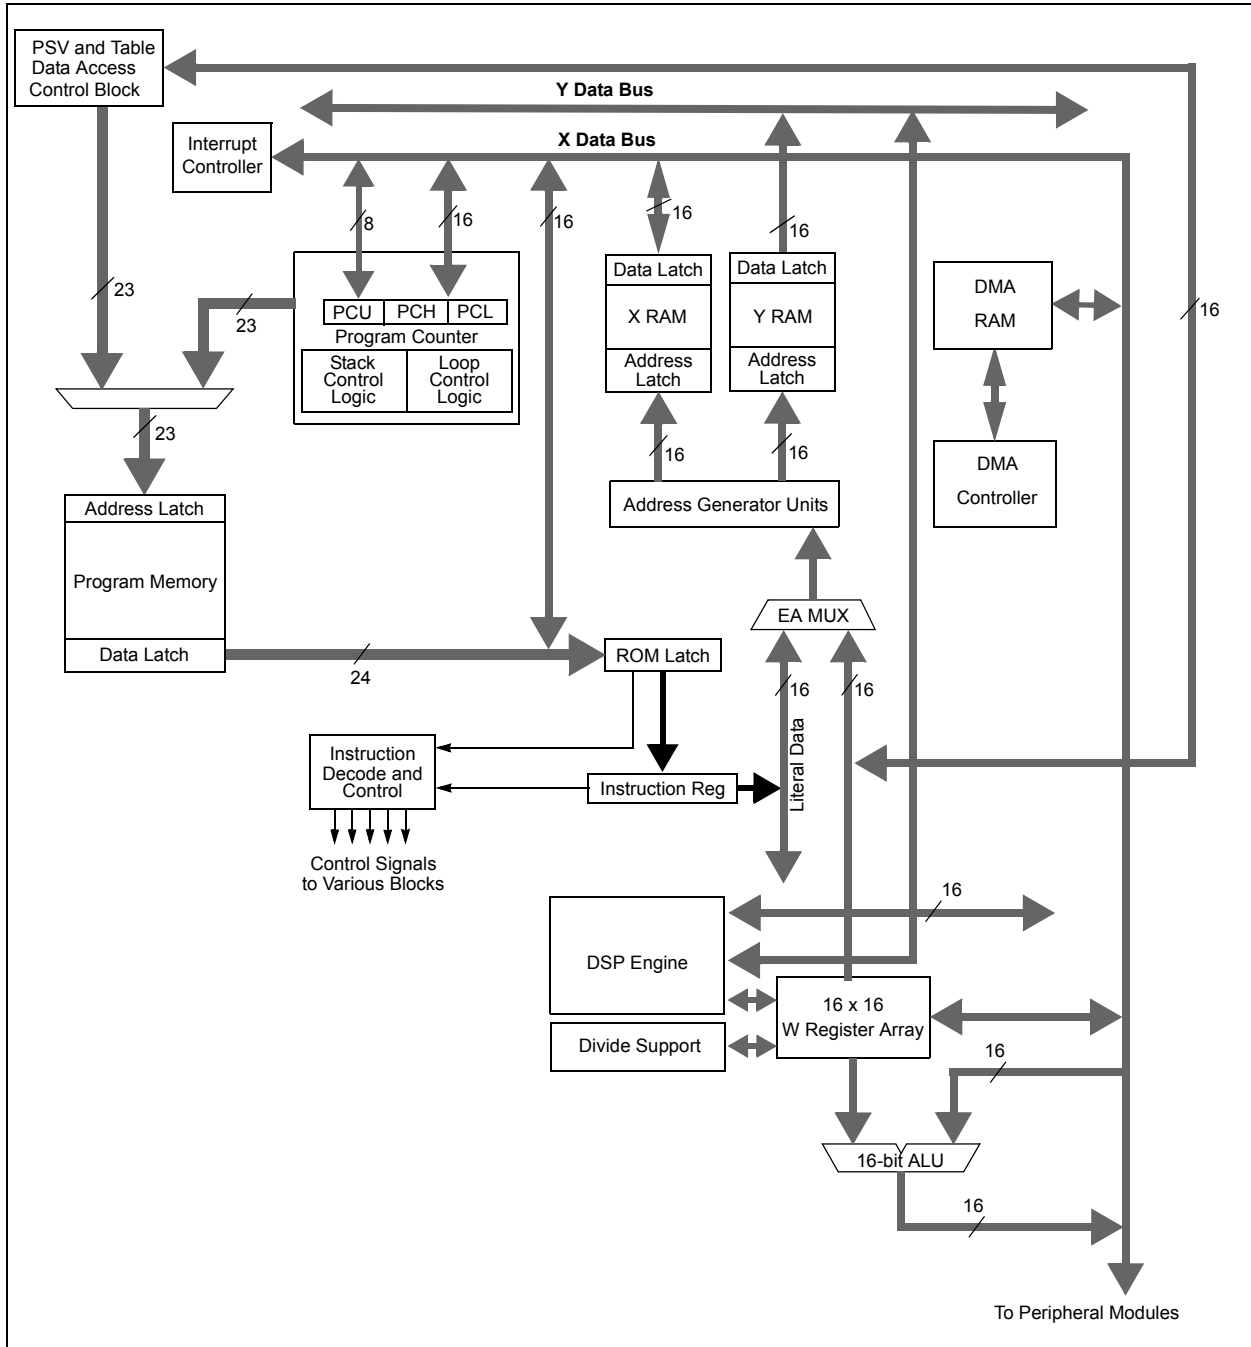 PSV and Table
Data Access
Control Block
Y Data Bus
Interrupt
Controller
X Data Bus
8
16
16
16
16
23
23
16
PCU
PCH
PCL
Program Counter
Stack
Control
Logic
Loop
Control
Logic
Data Latch
X RAM
Address
Latch
Data Latch
Y RAM
Address
Latch
DMA
RAM
23
16
16
DMA
Controller
Address Generator Units
Address Latch
Program Memory
Data Latch
24
EA MUX
ROM Latch
16
16
Literal Data
Instruction
Decode and
Control
Instruction Reg
Control Signals
to Various Blocks
16
DSP Engine
16 x 16
W Register Array
Divide Support
16
16-bit ALU
16
To Peripheral Modules